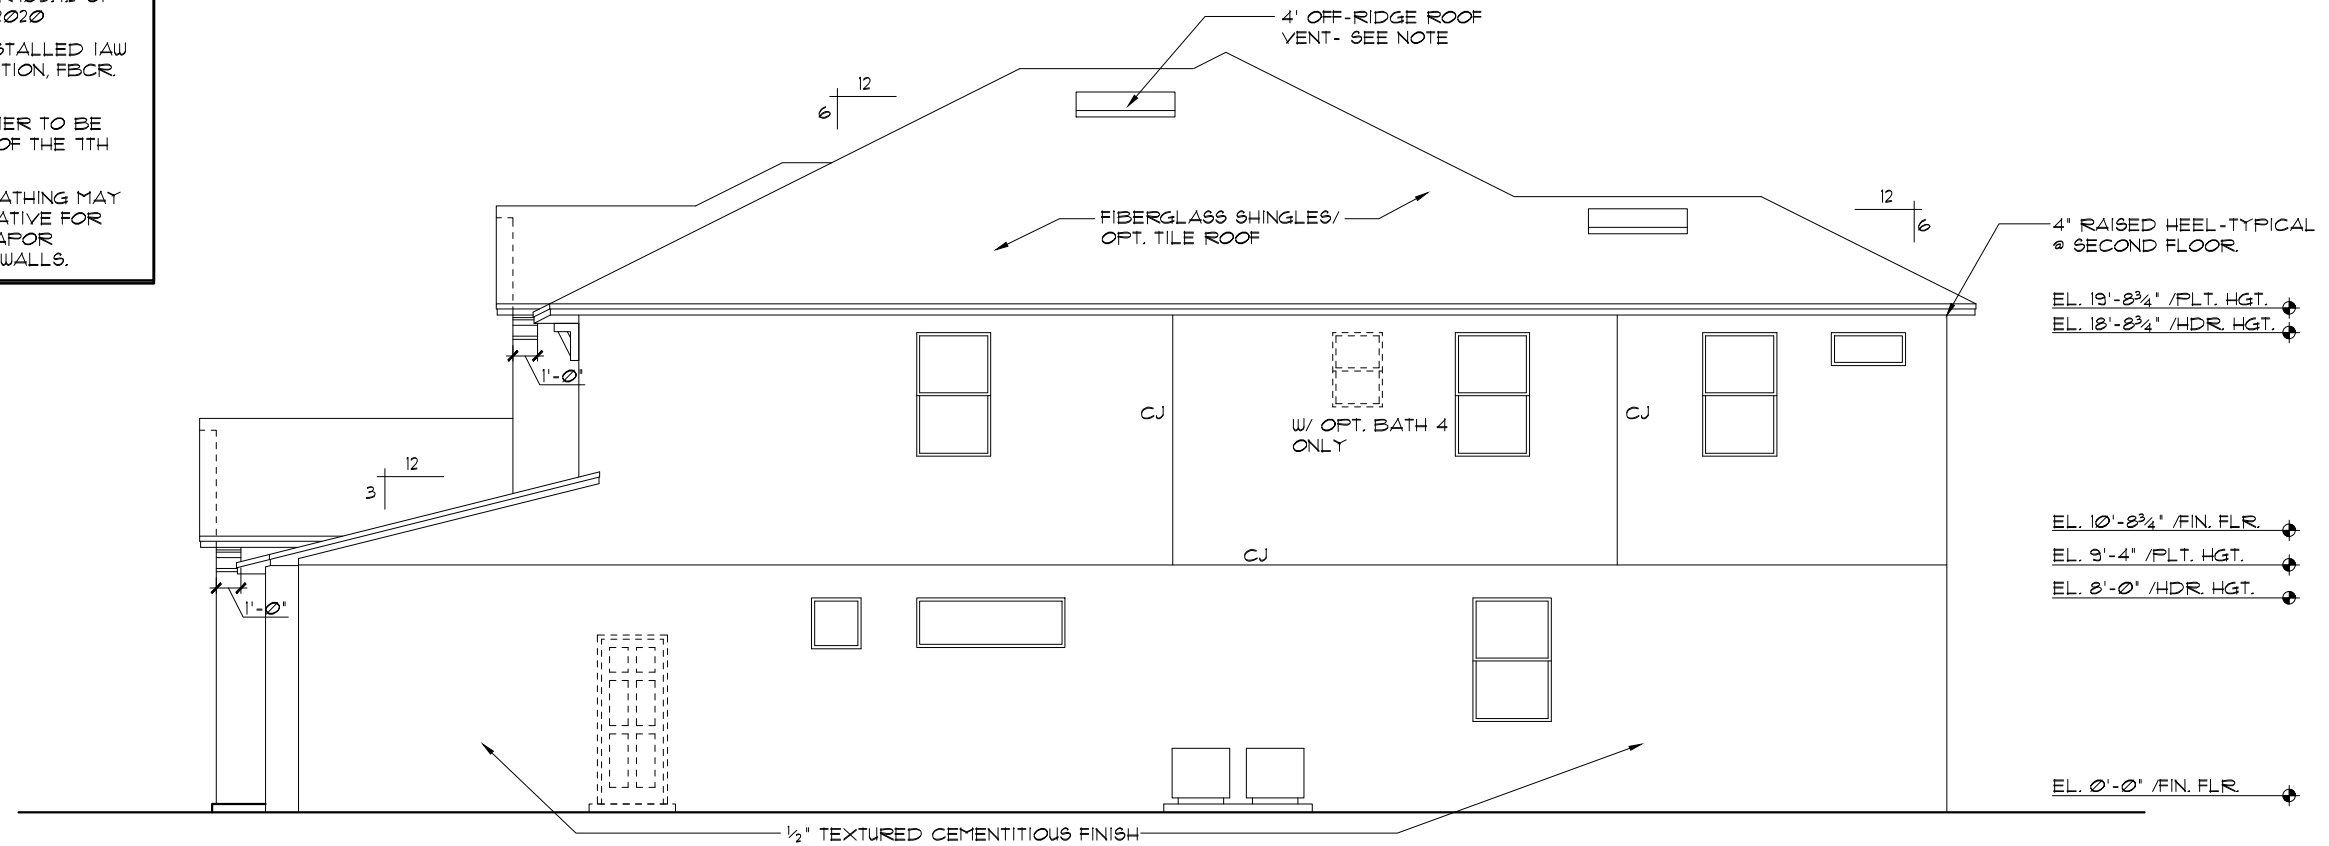 2020
STALLED IAW
TION, FBCR.
IER TO BE
OF THE 7TH
ATHING MAY
ATIVE FOR
APOR
WALLS.
4' OFF-RIDGE ROOF
VENT- SEE NOTE
12
6
FIBERGLASS SHINGLES/
OPT. TILE ROOF
12
6
4" RAISED HEEL-TYPICAL
@ SECOND FLOOR.
EL. 19'-8¾" /PLT. HGT.
EL. 18'-8¾" /HDR. HGT.
1'-0"
CJ
CJ
W/ OPT. BATH 4
ONLY
12
3
EL. 10'-8¾" /FIN. FLR.
CJ
EL. 9'-4" /PLT. HGT.
EL. 8'-0" /HDR. HGT.
1'-0"
EL. 0'-0" /FIN. FLR.
½" TEXTURED CEMENTITIOUS FINISH